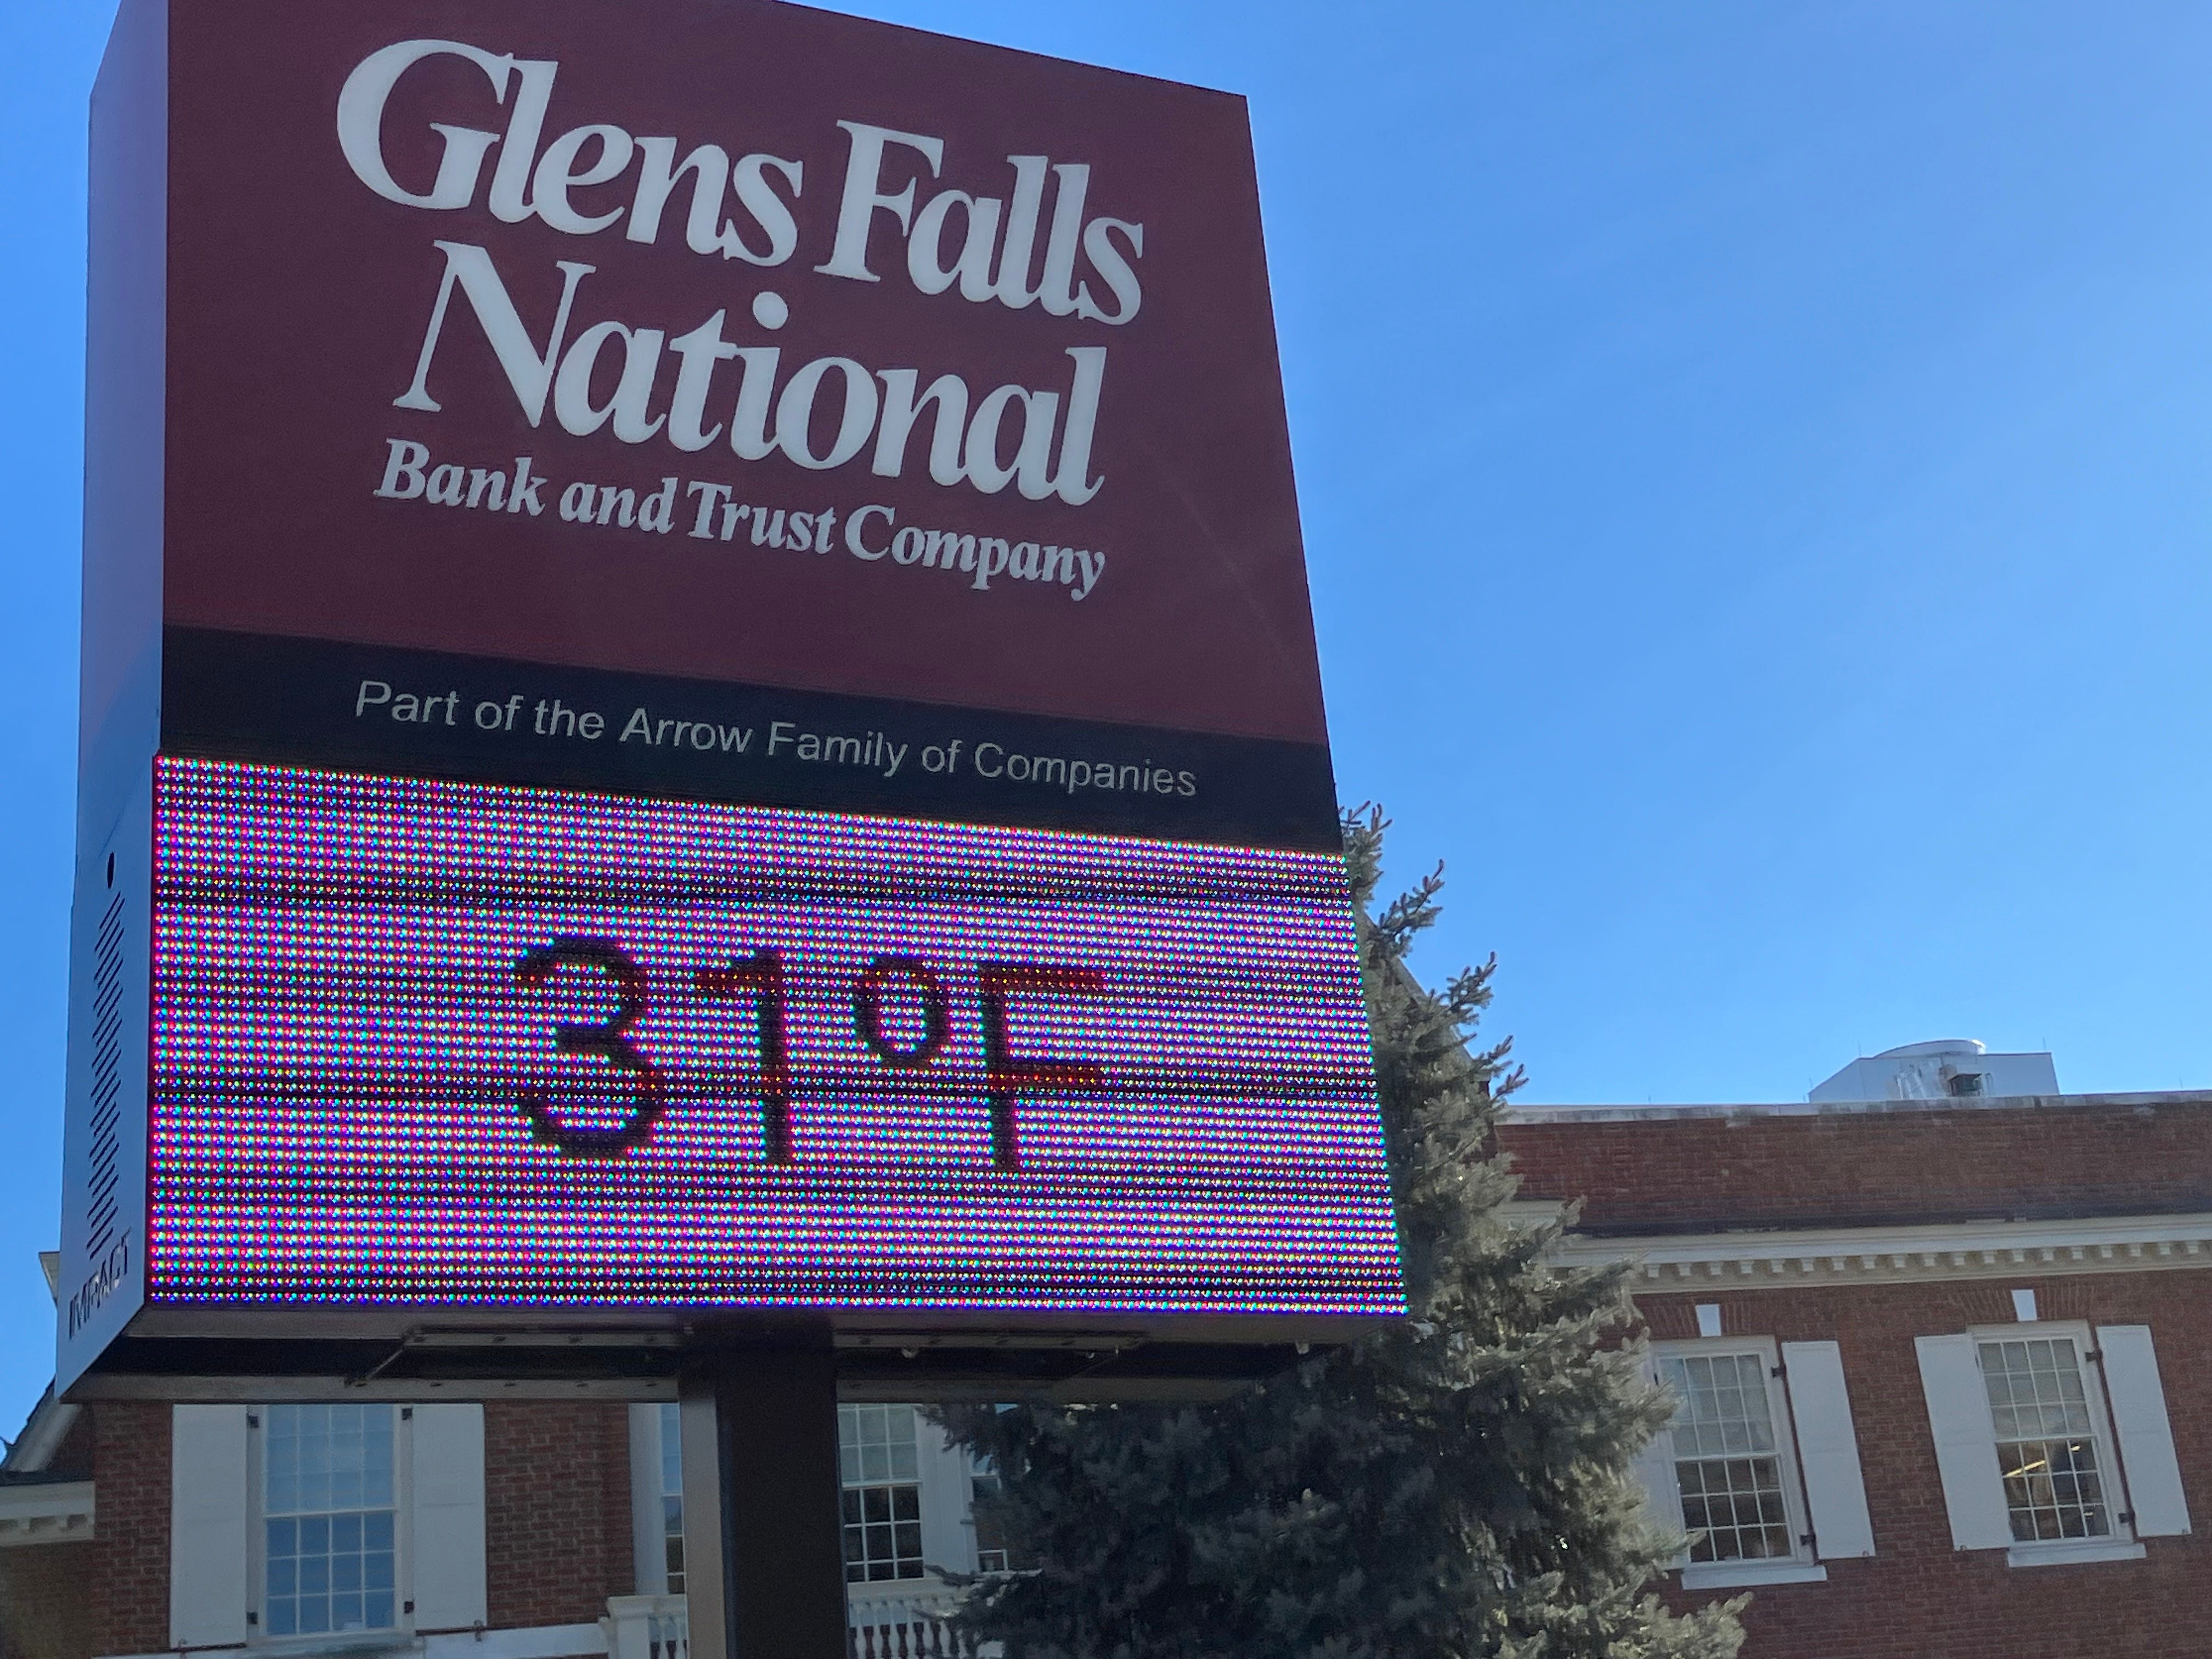 Glens Falls
National
Bank and Trust Company
Part of the Arrow Family of Companies
31°F
IMPACT